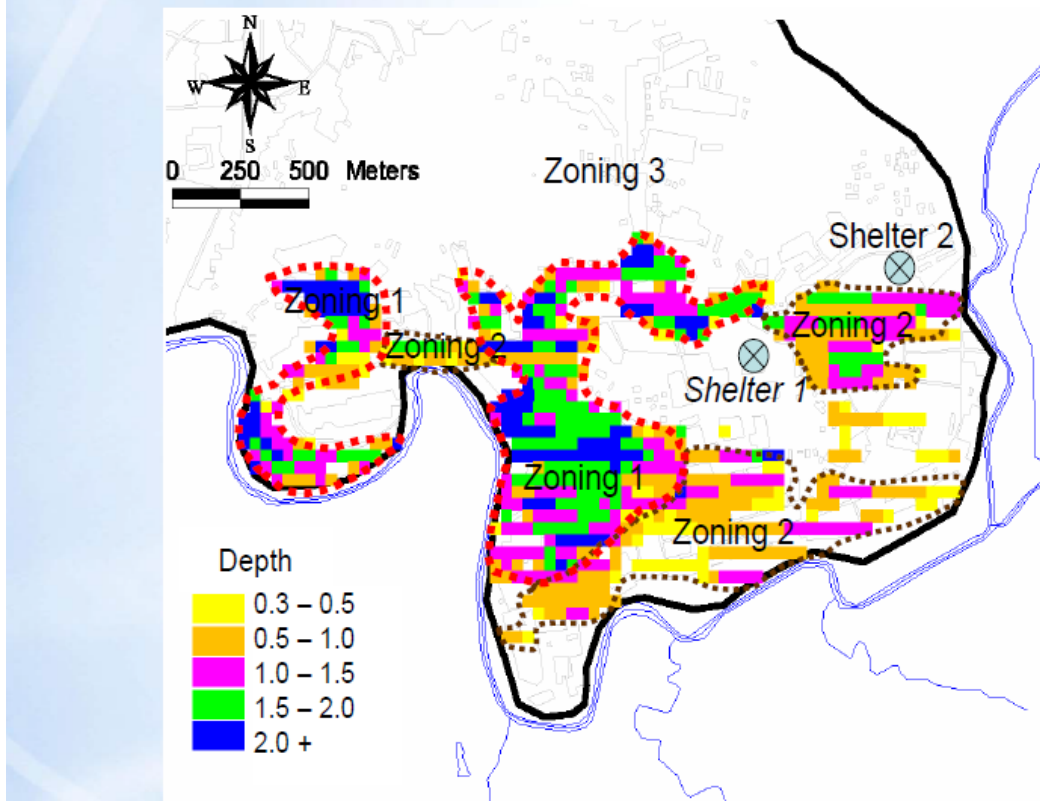 N
W E
S
0 250 500 Meters
Zoning 3
Shelter 2
Zoning 1
Zoning 2
Zoning 2
Shelter 1
Zoning 1
Zoning 2
Depth
0.3 – 0.5
0.5 – 1.0
1.0 – 1.5
1.5 – 2.0
2.0 +